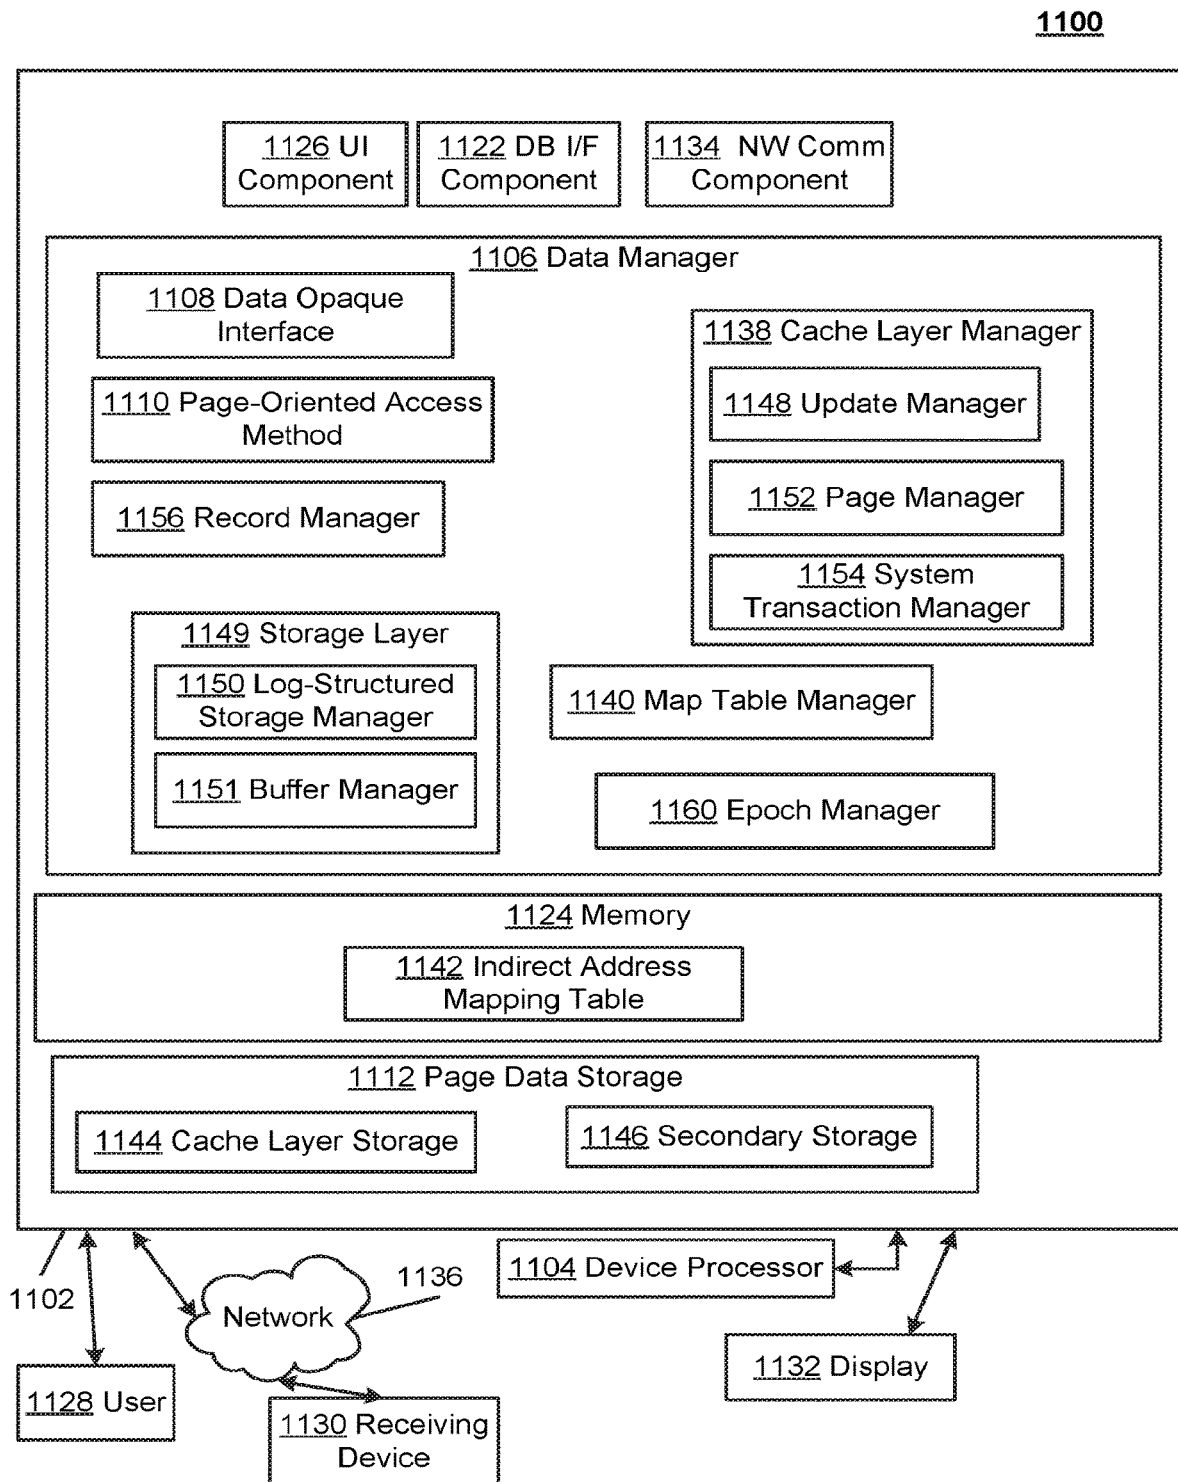 1100
1126 UI
Component
1122 DB I/F
Component
1134 NW Comm
Component
1106 Data Manager
1108 Data Opaque
Interface
1138 Cache Layer Manager
1110 Page-Oriented Access
Method
1148 Update Manager
1156 Record Manager
1152 Page Manager
1154 System
Transaction Manager
1149 Storage Layer
1150 Log-Structured
Storage Manager
1140 Map Table Manager
1151 Buffer Manager
1160 Epoch Manager
1124 Memory
1142 Indirect Address
Mapping Table
1112 Page Data Storage
1144 Cache Layer Storage
1146 Secondary Storage
1104 Device Processor
1102
Network
1136
1132 Display
1128 User
1130 Receiving
Device